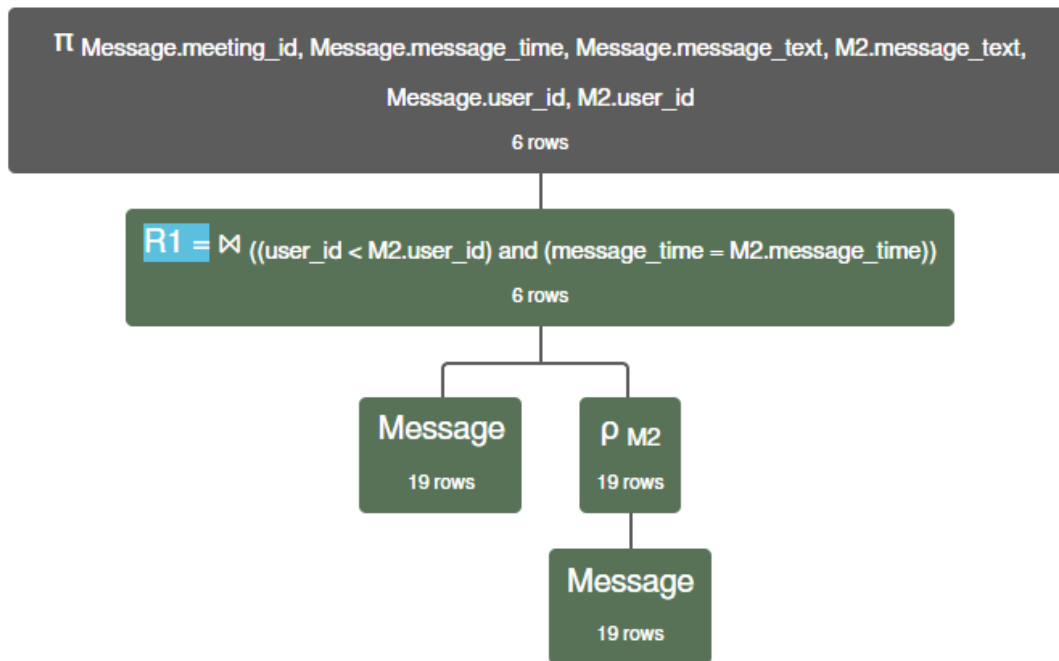 π Message.meeting_id, Message.message_time, Message.message_text, M2.message_text,
Message.user_id, M2.user_id
6 rows
R1 = ⋈ ((user_id < M2.user_id) and (message_time = M2.message_time))
6 rows
Message
19 rows
ρ M2
19 rows
Message
19 rows